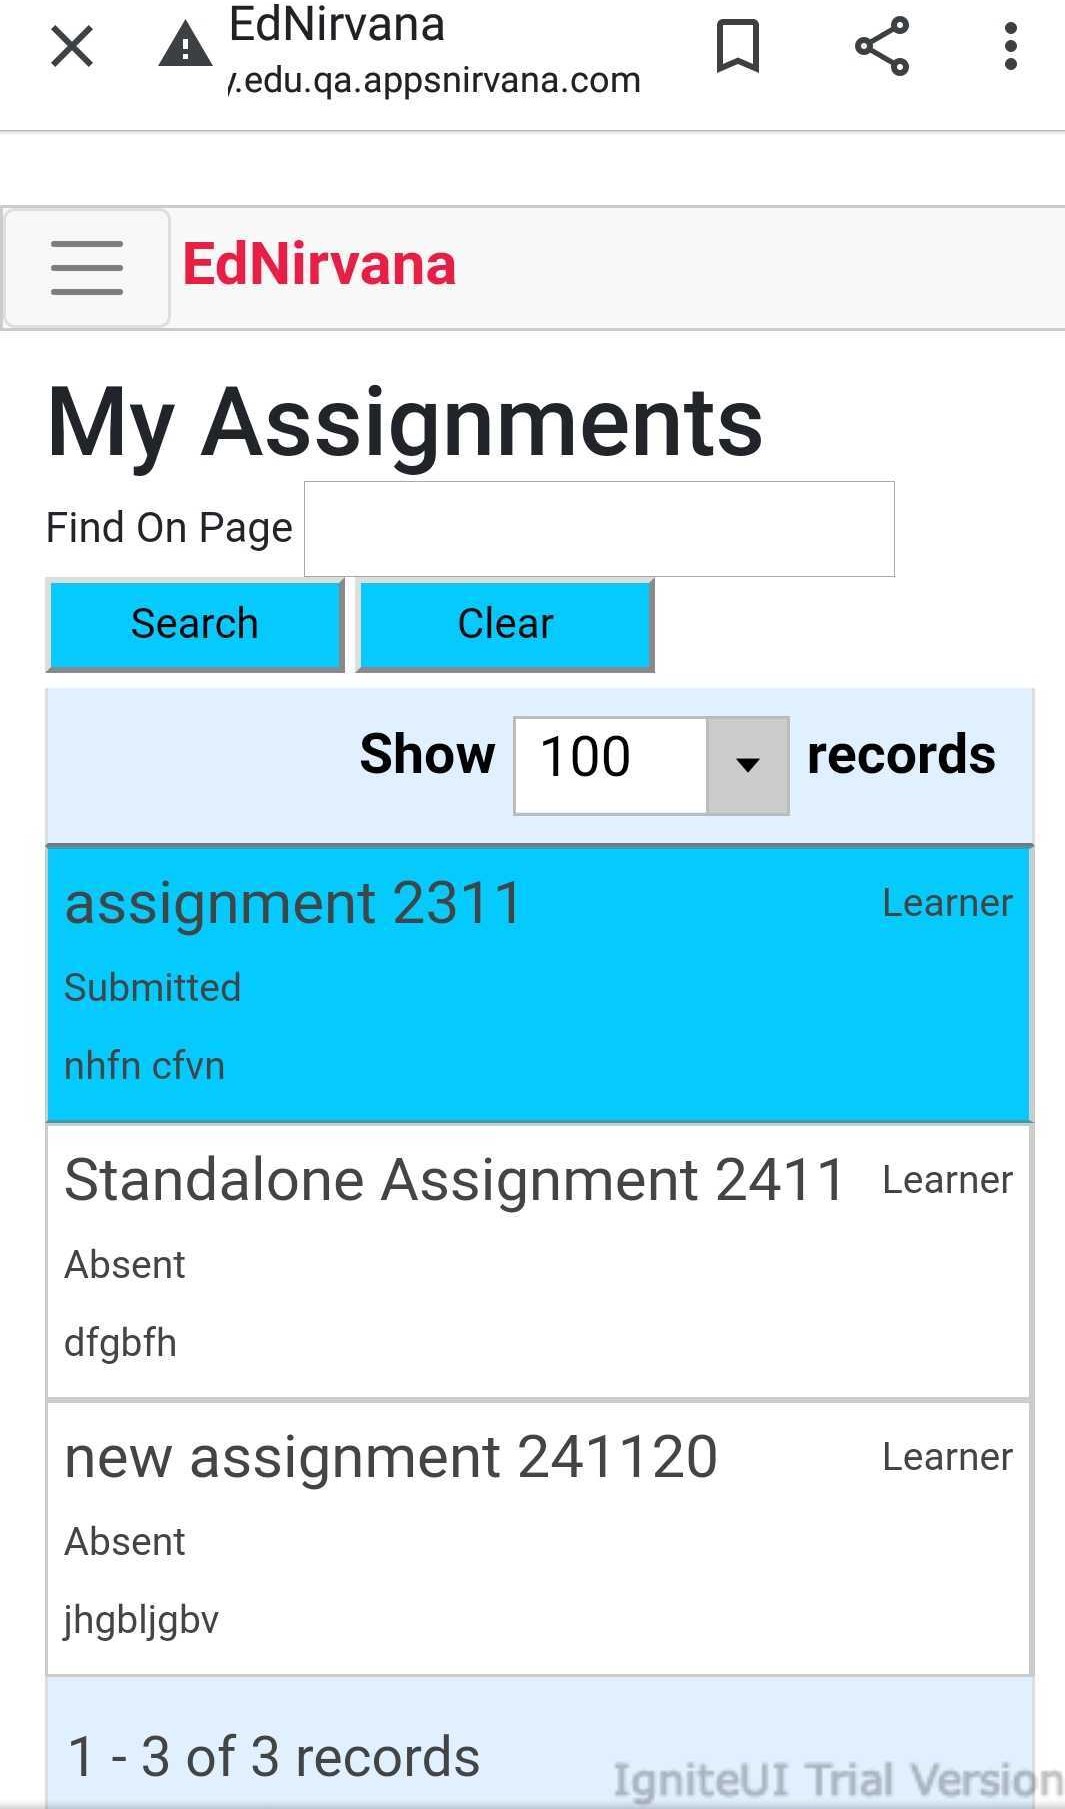 EdNirvana
/.edu.qa.appsnirvana.com
EdNirvana
My Assignments
Find On Page
Search Clear
Show 100 records
assignment 2311 Learner
Submitted
nhfn cfvn
Standalone Assignment 2411 Learner
Absent
dfgbfh
new assignment 241120 Learner
Absent
jhgbljgbv
1 - 3 of 3 records
IgniteUI Trial Version